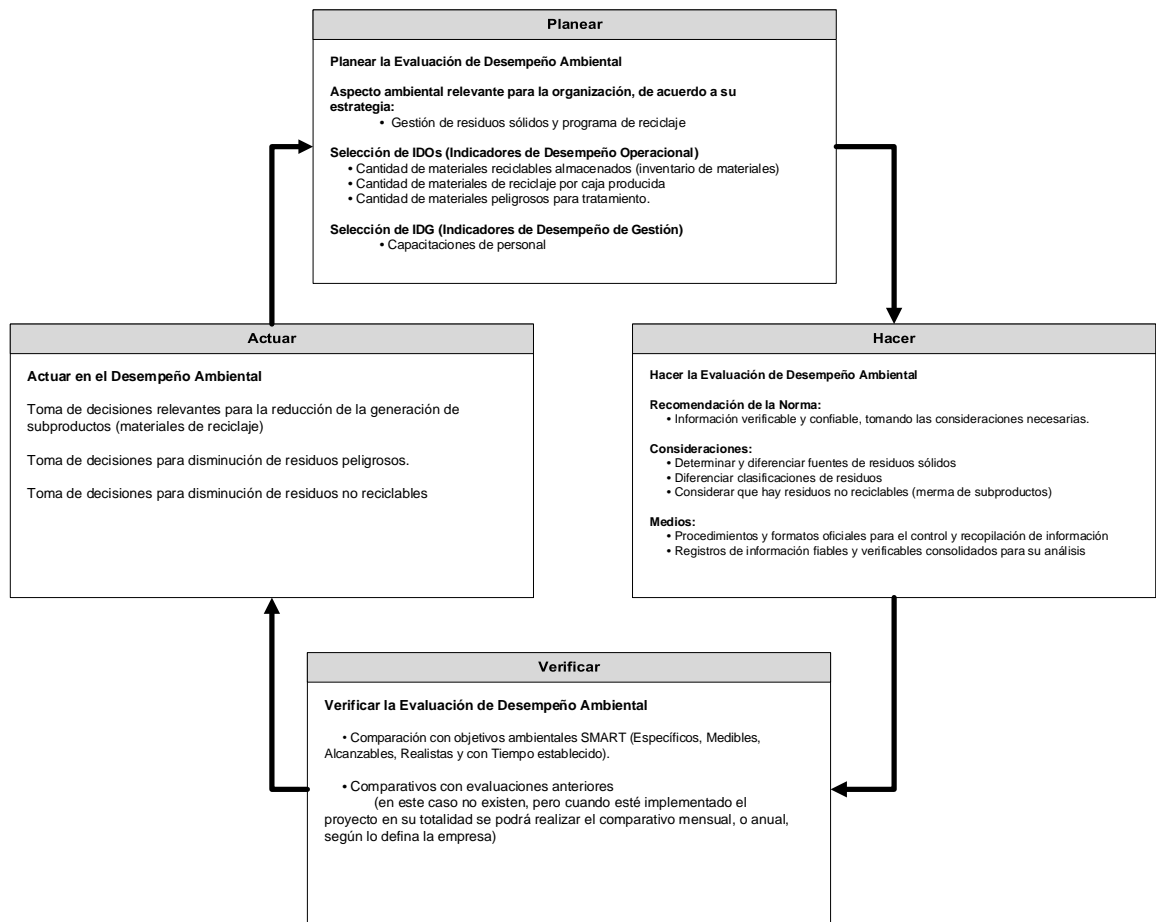 Planear
Planear la Evaluación de Desempeño Ambiental
Aspecto ambiental relevante para la organización, de acuerdo a su
estrategia:
• Gestión de residuos sólidos y programa de reciclaje
Selección de IDOs (Indicadores de Desempeño Operacional)
• Cantidad de materiales reciclables almacenados (inventario de materiales)
• Cantidad de materiales de reciclaje por caja producida
• Cantidad de materiales peligrosos para tratamiento.
Selección de IDG (Indicadores de Desempeño de Gestión)
• Capacitaciones de personal
Hacer
Hacer la Evaluación de Desempeño Ambiental
Recomendación de la Norma:
• Información verificable y confiable, tomando las consideraciones necesarias.
Consideraciones:
• Determinar y diferenciar fuentes de residuos sólidos
• Diferenciar clasificaciones de residuos
• Considerar que hay residuos no reciclables (merma de subproductos)
Medios:
• Procedimientos y formatos oficiales para el control y recopilación de información
• Registros de información fiables y verificables consolidados para su análisis
Verificar
Verificar la Evaluación de Desempeño Ambiental
• Comparación con objetivos ambientales SMART (Específicos, Medibles,
Alcanzables, Realistas y con Tiempo establecido).
• Comparativos con evaluaciones anteriores
(en este caso no existen, pero cuando esté implementado el
proyecto en su totalidad se podrá realizar el comparativo mensual, o anual,
según lo defina la empresa)
Actuar
Actuar en el Desempeño Ambiental
Toma de decisiones relevantes para la reducción de la generación de
subproductos (materiales de reciclaje)
Toma de decisiones para disminución de residuos peligrosos.
Toma de decisiones para disminución de residuos no reciclables